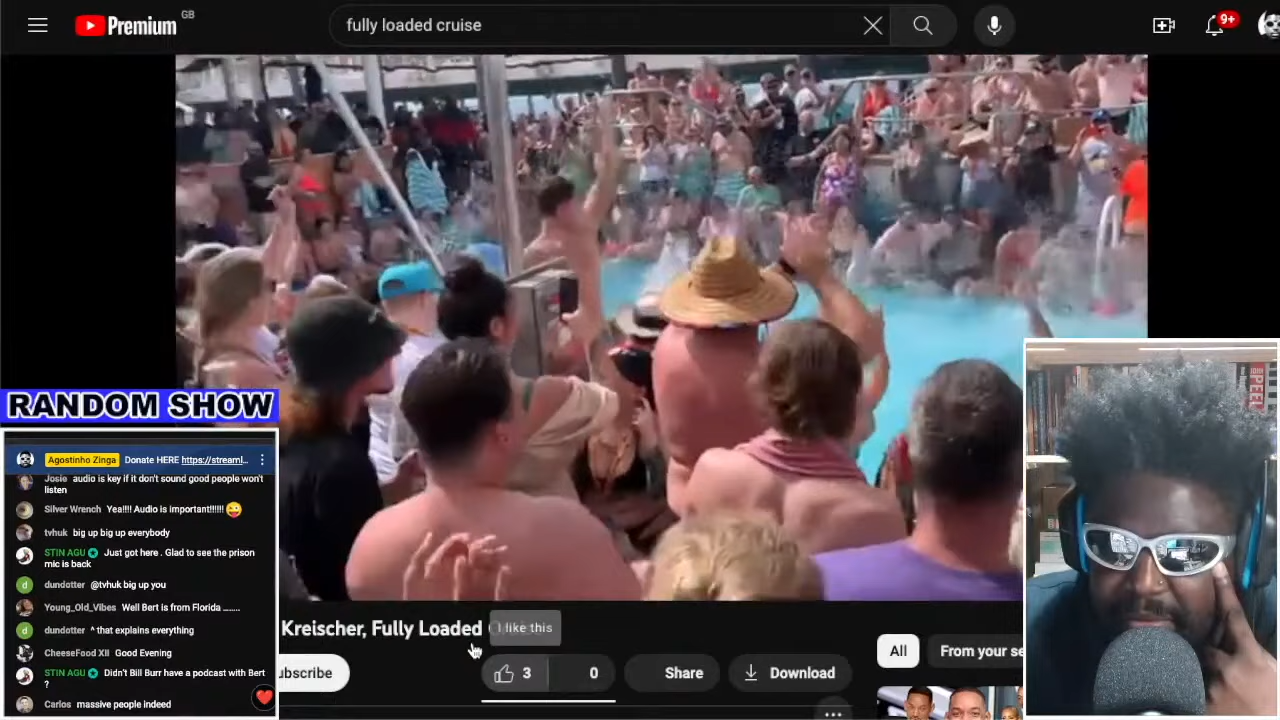 Premium GB
fully loaded cruise
9+
RANDOM SHOW
Agostinho Zinga Donate HERE https://streaml...
Josie audio is key if it don't sound good people won't
listen
Silver Wrench Yea!!!! Audio is important!!!!!!
tvhuk big up big up everybody
STIN AGU Just got here . Glad to see the prison
mic is back
d
dundotter @tvhuk big up you
Young_Old_Vibes Well Bert is from Florida ........
d
dundotter ^ that explains everything
CheeseFood XII Good Evening
STIN AGU Didn't Bill Burr have a podcast with Bert
?
Carlos massive people indeed
Kreischer, Fully Loaded
I like this
ubscribe
3
0
Share
Download
All
From your se
PEEL